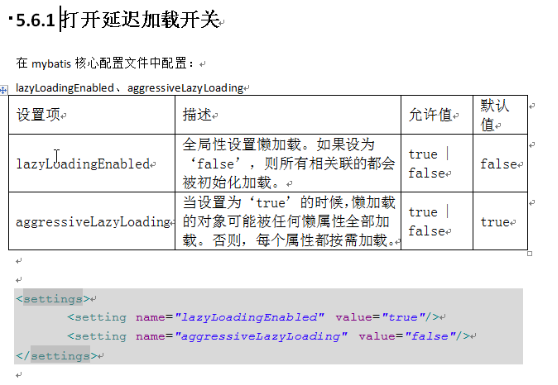 5.6.1 打开延迟加载开关
在 mybatis 核心配置文件中配置：
lazyLoadingEnabled、aggressiveLazyLoading
设置项 描述 允许值 默认值
lazyLoadingEnabled
全局性设置懒加载。如果设为
‘false’，则所有相关联的都会
被初始化加载。
true |
false
false
aggressiveLazyLoading
当设置为‘true’的时候，懒加载
的对象可能被任何懒属性全部加
载。否则，每个属性都按需加载。
true |
false
true
<settings>
<setting name="lazyLoadingEnabled" value="true"/>
<setting name="aggressiveLazyLoading" value="false"/>
</settings>